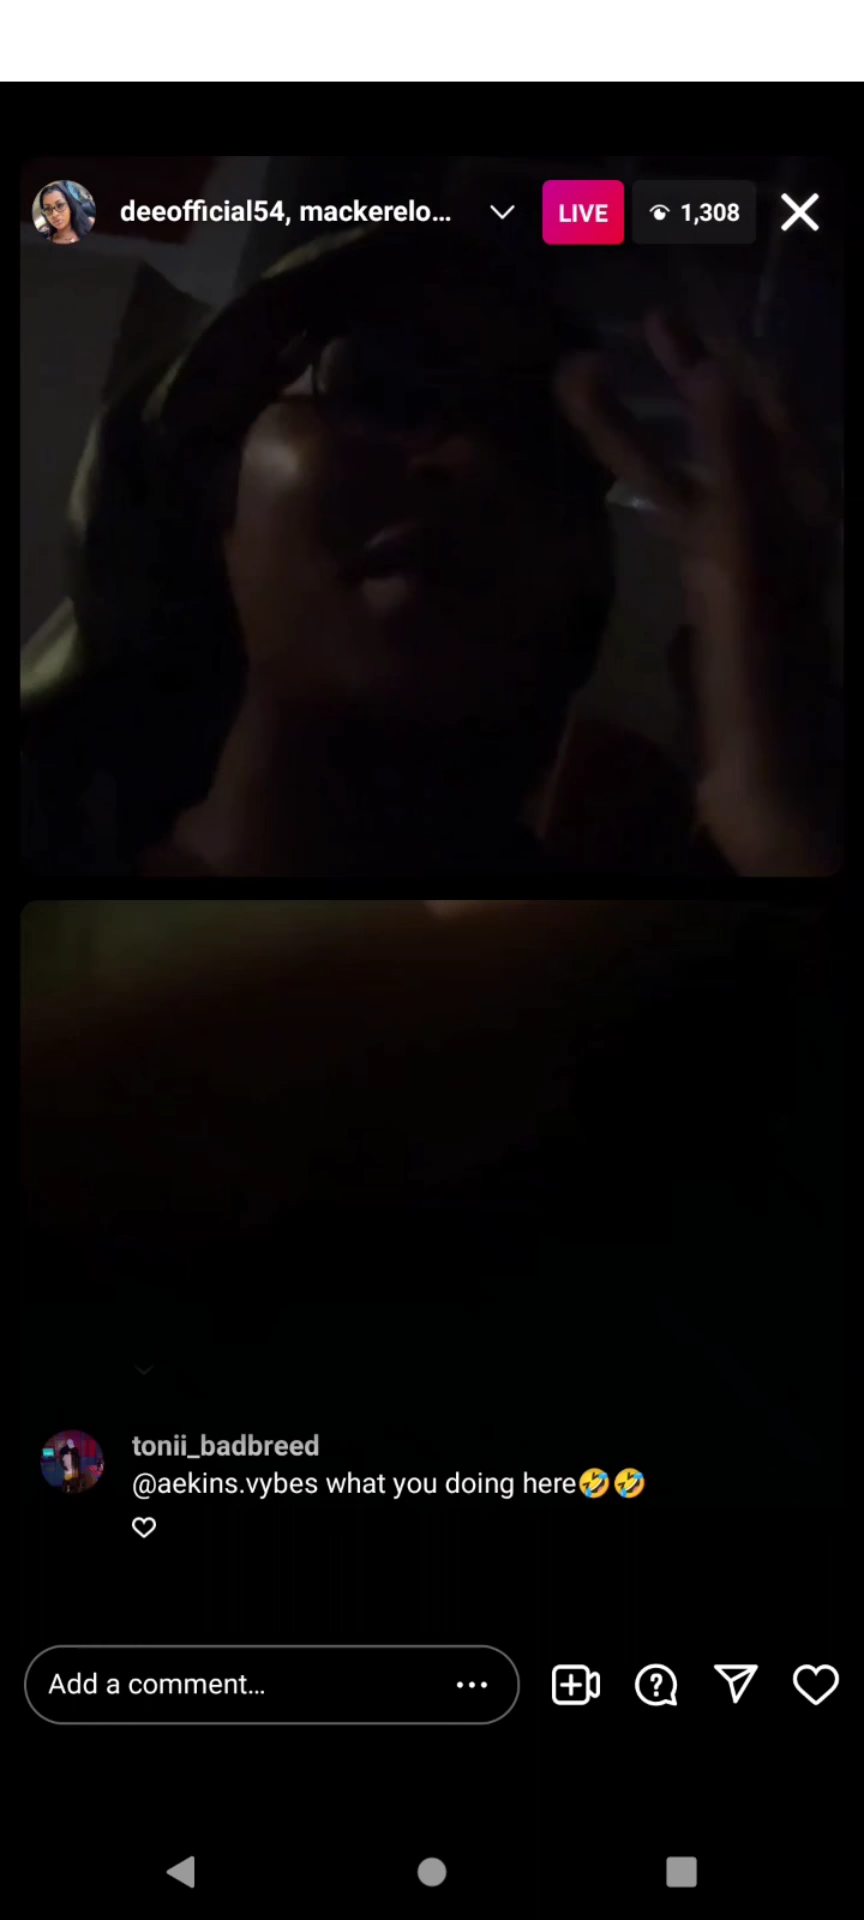 deeofficial54, mackerelo...
LIVE
1,308
tonii_badbreed
@aekins.vybes what you doing here🤣🤣
Add a comment...